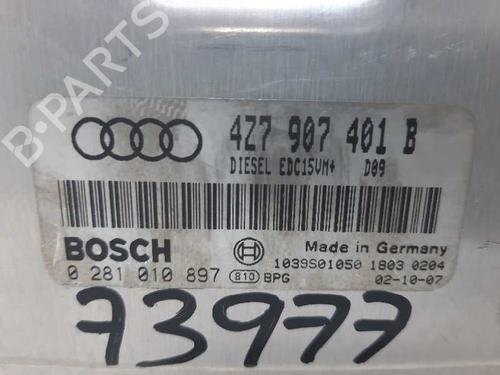 B-PARTS
4Z7 907 401 B
DIESEL EDC15VM+ D09
BOSCH
Made in Germany
0 281 010 897
810 BPG
1039S01050 1803 0204
02-10-07
73977